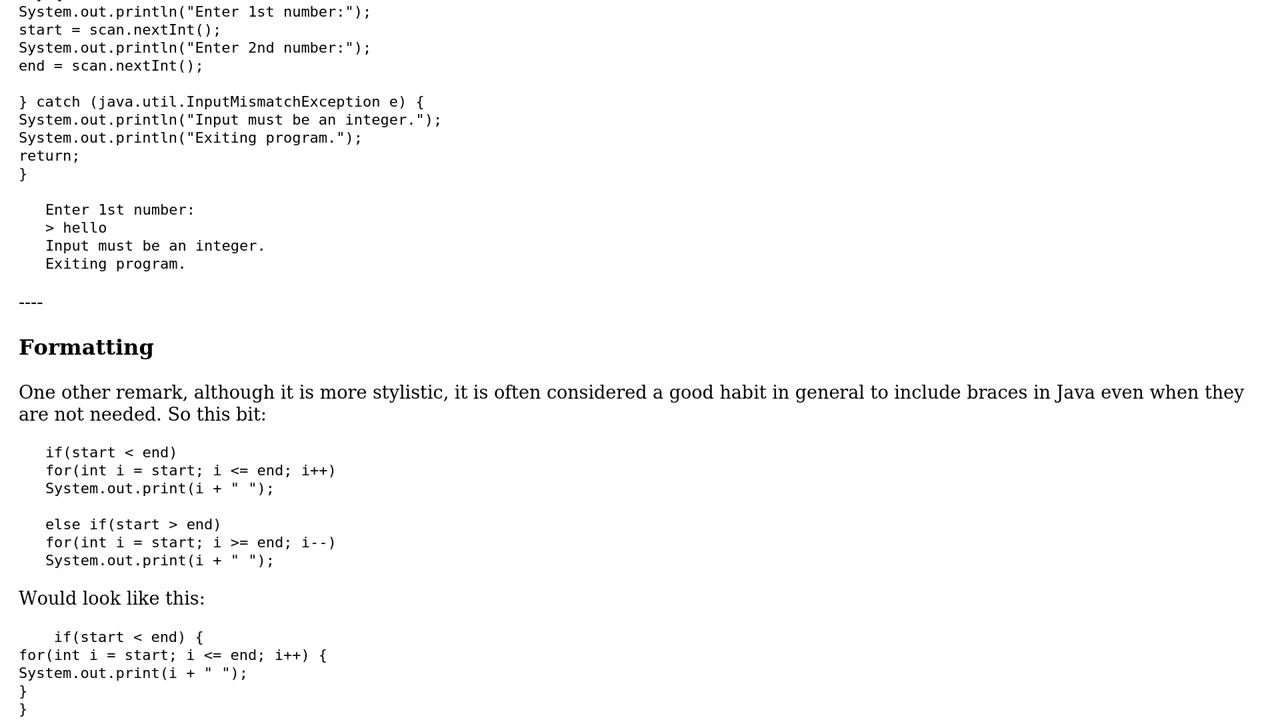 System.out.println("Enter 1st number:");
start = scan.nextInt();
System.out.println("Enter 2nd number:");
end = scan.nextInt();

} catch (java.util.InputMismatchException e) {
System.out.println("Input must be an integer.");
System.out.println("Exiting program.");
return;
}

   Enter 1st number:
   > hello
   Input must be an integer.
   Exiting program.

----

Formatting

One other remark, although it is more stylistic, it is often considered a good habit in general to include braces in Java even when they
are not needed. So this bit:

   if(start < end)
   for(int i = start; i <= end; i++)
   System.out.print(i + " ");

   else if(start > end)
   for(int i = start; i >= end; i--)
   System.out.print(i + " ");

Would look like this:

    if(start < end) {
for(int i = start; i <= end; i++) {
System.out.print(i + " ");
}
}